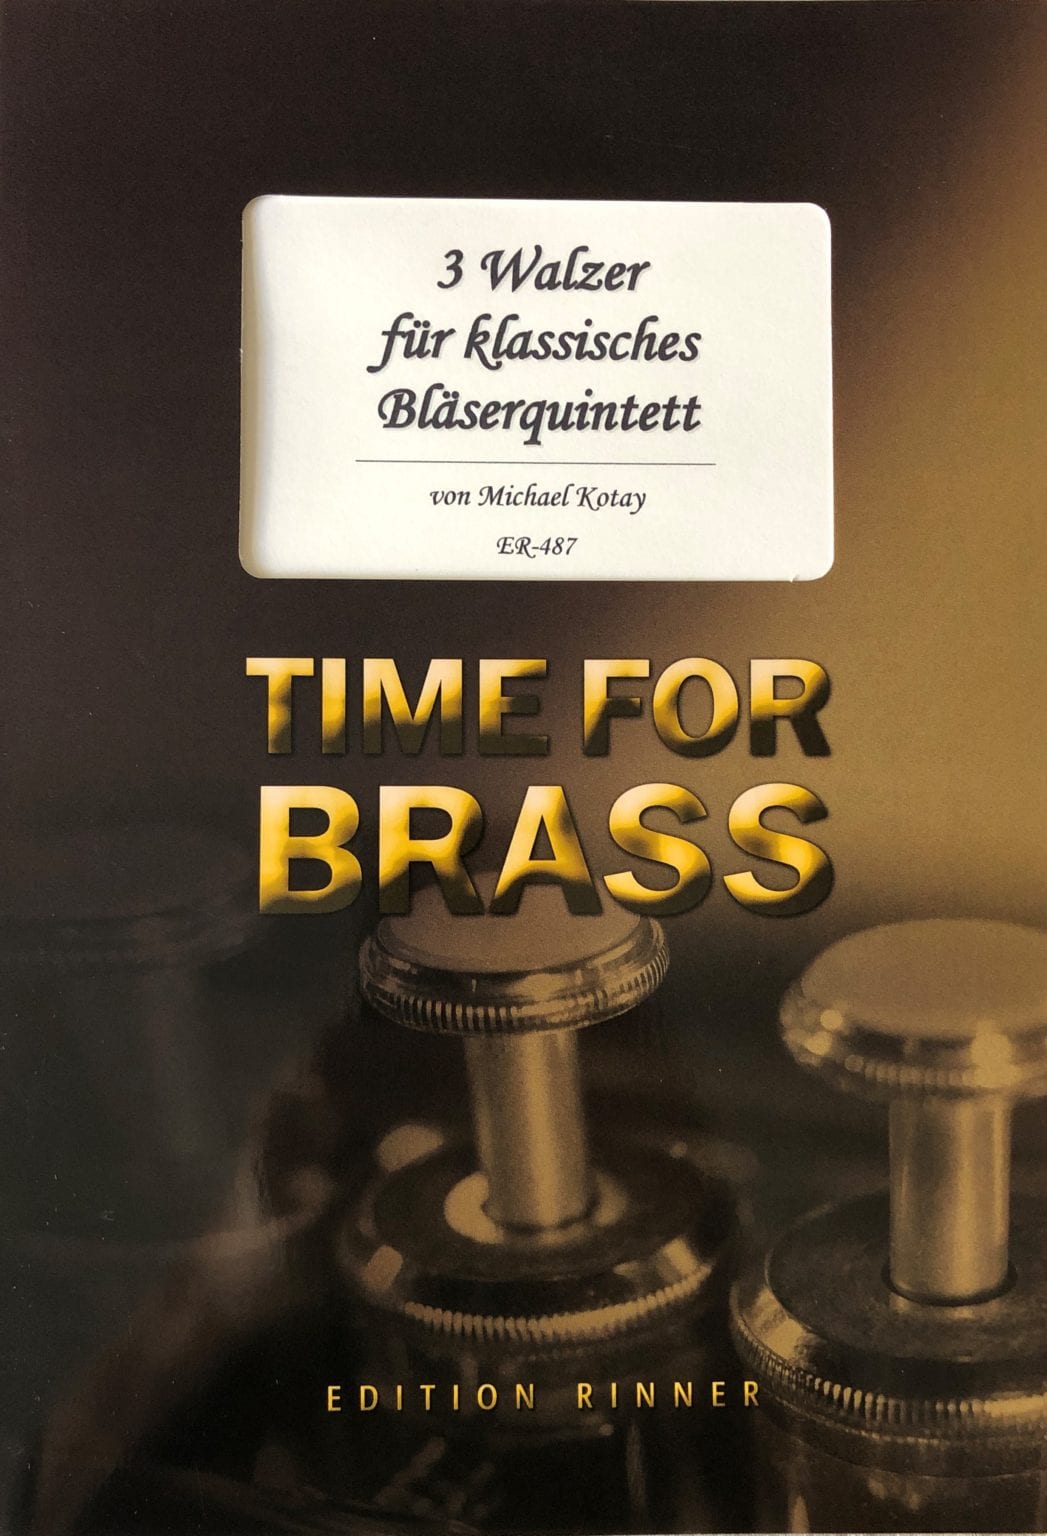 3 Walzer
für klassisches
Bläserquintett
von Michael Kotay
ER-487
TIME FOR
BRASS
EDITION RINNER